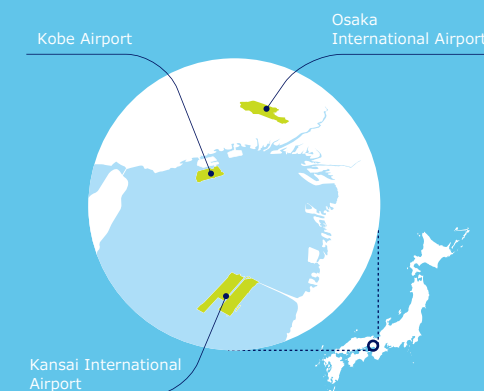 Osaka
International Airport
Kobe Airport
Kansai International
Airport